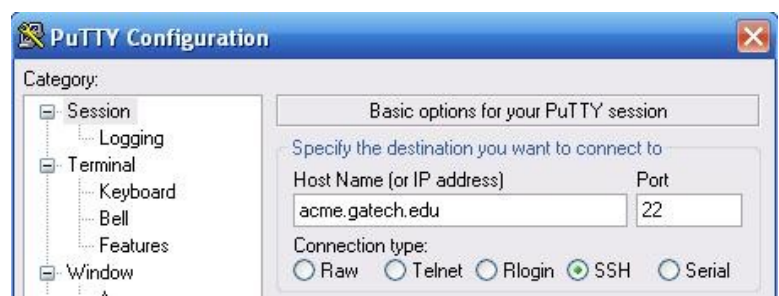 PuTTY Configuration
Category:
Session
Logging
Terminal
Keyboard
Bell
Features
Window
Basic options for your PuTTY session
Specify the destination you want to connect to
Host Name (or IP address) Port
acme.gatech.edu 22
Connection type:
Raw Telnet Rlogin SSH Serial